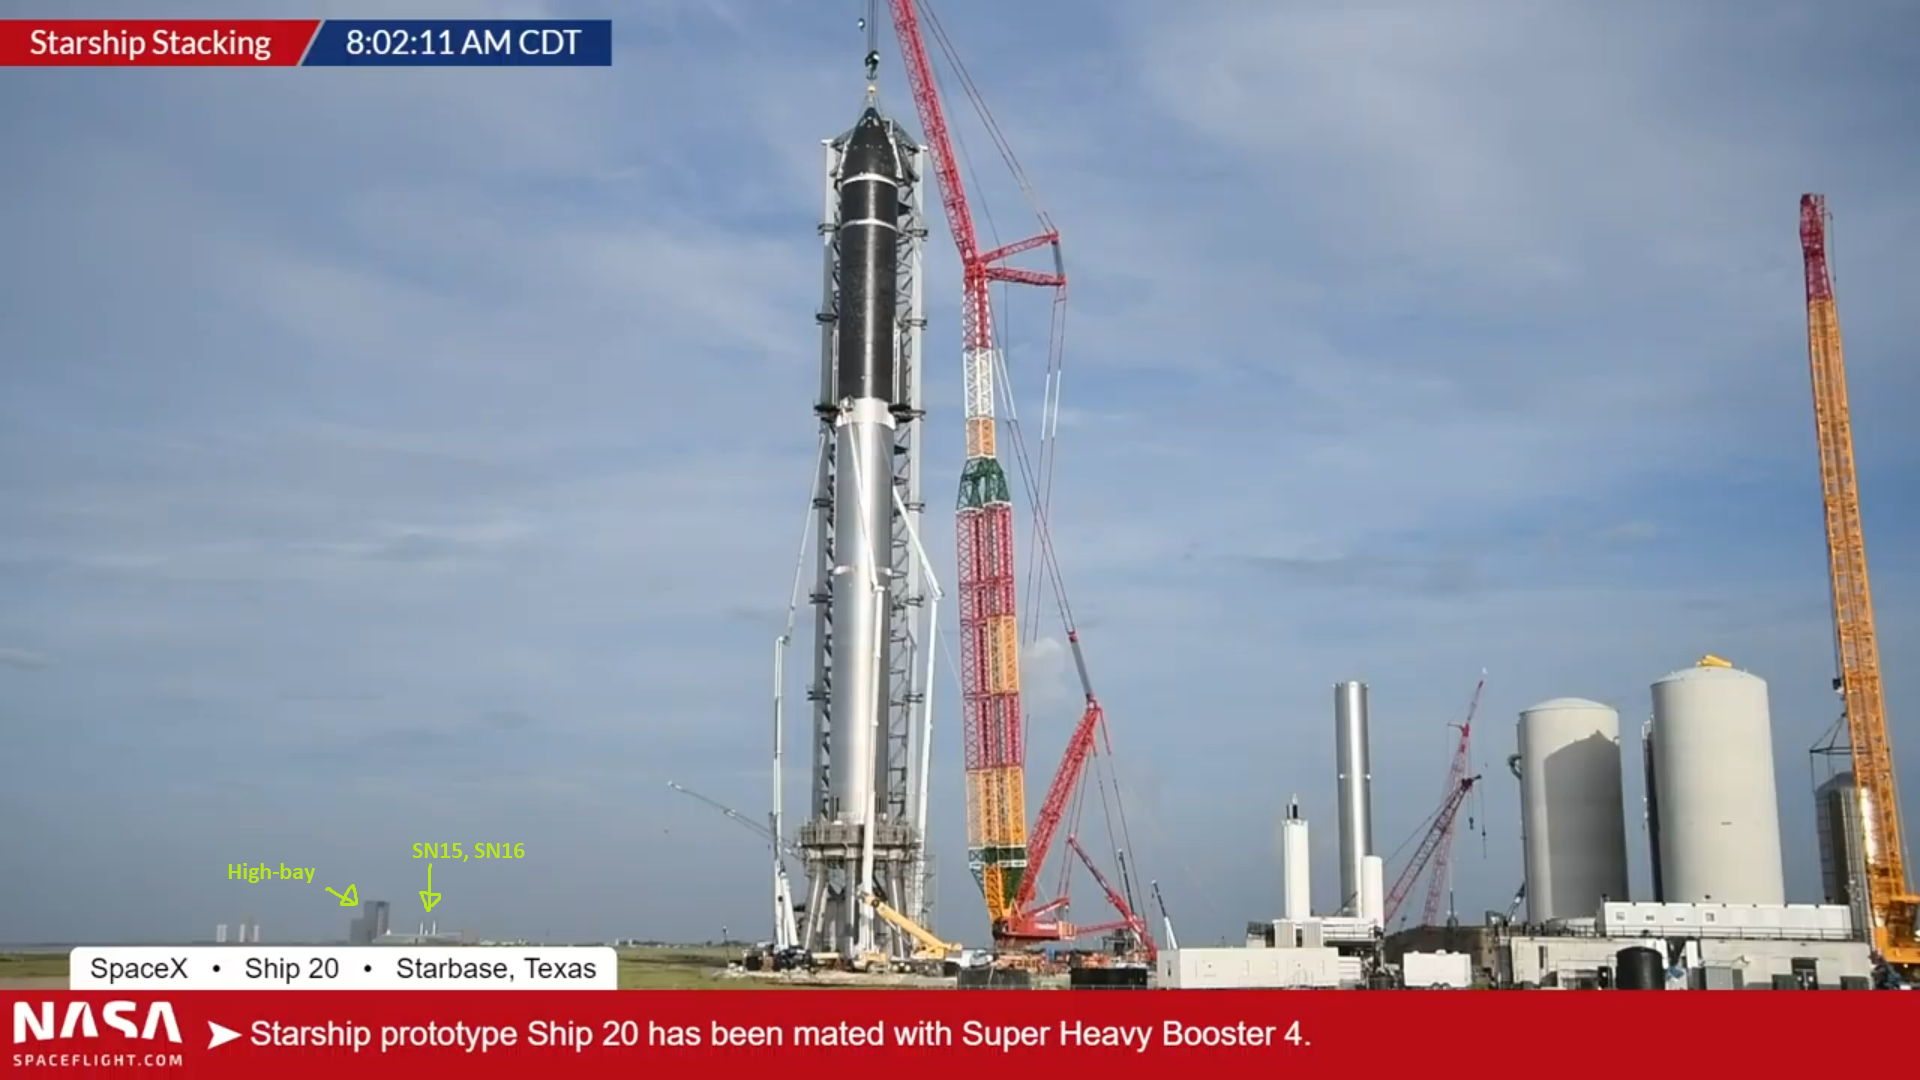 Starship Stacking
8:02:11 AM CDT
SN15, SN16
High-bay
SpaceX • Ship 20 • Starbase, Texas
NASA
SPACEFLIGHT.COM
➤ Starship prototype Ship 20 has been mated with Super Heavy Booster 4.